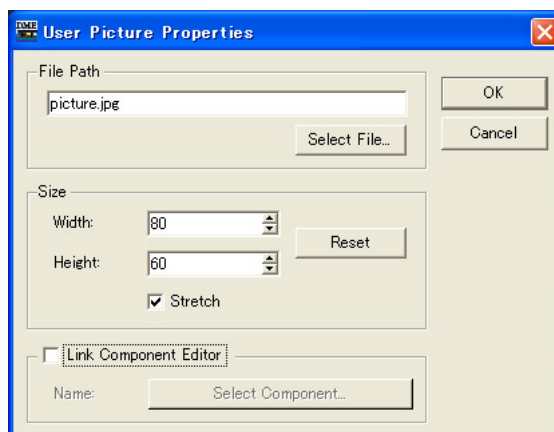 DME
User Picture Properties
File Path
picture.jpg
Select File...
OK
Cancel
Size
Width:
80
Height:
60
Reset
Stretch
Link Component Editor
Name:
Select Component...